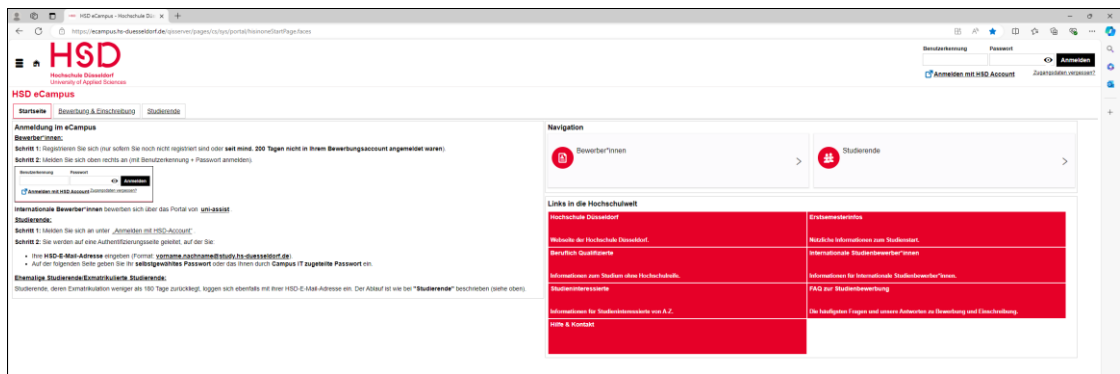 HSD eCampus - Hochschule Dü
https://ecampus.hs-duesseldorf.de/qisserver/pages/cs/sys/portal/hisinoneStartPage.faces
HSD
Hochschule Düsseldorf
University of Applied Sciences
Benutzerkennung Passwort
Anmelden
Anmelden mit HSD Account Zugangsdaten vergessen?
HSD eCampus
Startseite Bewerbung & Einschreibung Studierende
Anmeldung im eCampus
Bewerber*innen:
Schritt 1: Registrieren Sie sich (nur sofern Sie noch nicht registriert sind oder seit mind. 200 Tagen nicht in Ihrem Bewerbungsaccount angemeldet waren).
Schritt 2: Melden Sie sich oben rechts an (mit Benutzerkennung + Passwort anmelden).
Benutzerkennung Passwort
Anmelden
Anmelden mit HSD Account Zugangsdaten vergessen?
Internationale Bewerber*innen bewerben sich über das Portal von uni-assist.
Studierende:
Schritt 1: Melden Sie sich an unter „Anmelden mit HSD-Account"
Schritt 2: Sie werden auf eine Authentifizierungsseite geleitet, auf der Sie:
• Ihre HSD-E-Mail-Adresse eingeben (Format: vorname.nachname@study.hs-duesseldorf.de)
• Auf der folgenden Seite geben Sie Ihr selbstgewähltes Passwort oder das Ihnen durch Campus IT zugeteilte Passwort ein.
Ehemalige Studierende/Exmatrikulierte Studierende:
Studierende, deren Exmatrikulation weniger als 180 Tage zurückliegt, loggen sich ebenfalls mit ihrer HSD-E-Mail-Adresse ein. Der Ablauf ist wie bei "Studierende" beschrieben (siehe oben).
Navigation
Bewerber*innen
Studierende
Links in die Hochschulwelt
Hochschule Düsseldorf
Webseite der Hochschule Düsseldorf.
Erstsemesterinfos
Nützliche Informationen zum Studienstart.
Beruflich Qualifizierte
Informationen zum Studium ohne Hochschulreife.
Internationale Studienbewerber*innen
Informationen für Internationale Studienbewerber*innen.
Studieninteressierte
Informationen für Studieninteressierte von A-Z.
FAQ zur Studienbewerbung
Die häufigsten Fragen und unsere Antworten zu Bewerbung und Einschreibung.
Hilfe & Kontakt